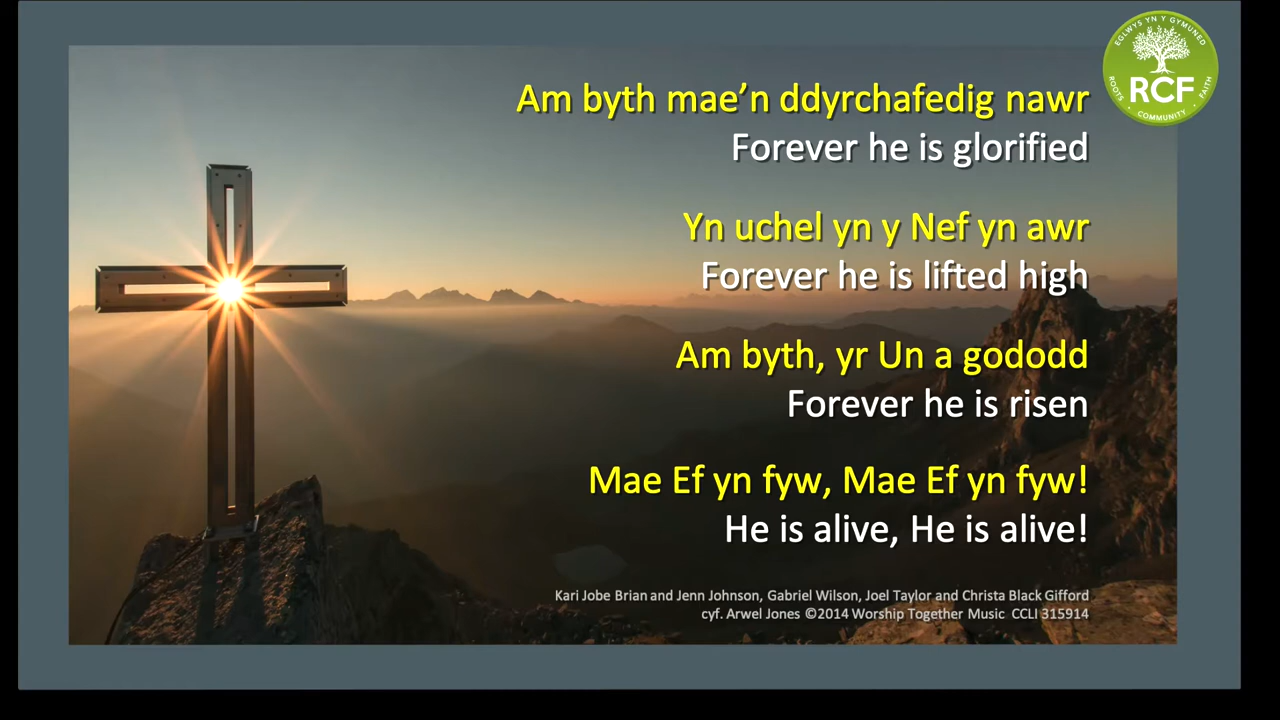 EGLWYS YN Y GYMUNED
RCF
ROOTS • COMMUNITY • FAITH
Am byth mae’n ddyrchafedig nawr
Forever he is glorified
Yn uchel yn y Nef yn awr
Forever he is lifted high
Am byth, yr Un a gododd
Forever he is risen
Mae Ef yn fyw, Mae Ef yn fyw!
He is alive, He is alive!
Kari Jobe Brian and Jenn Johnson, Gabriel Wilson, Joel Taylor and Christa Black Gifford
cyf. Arwel Jones ©2014 Worship Together Music CCLI 315914